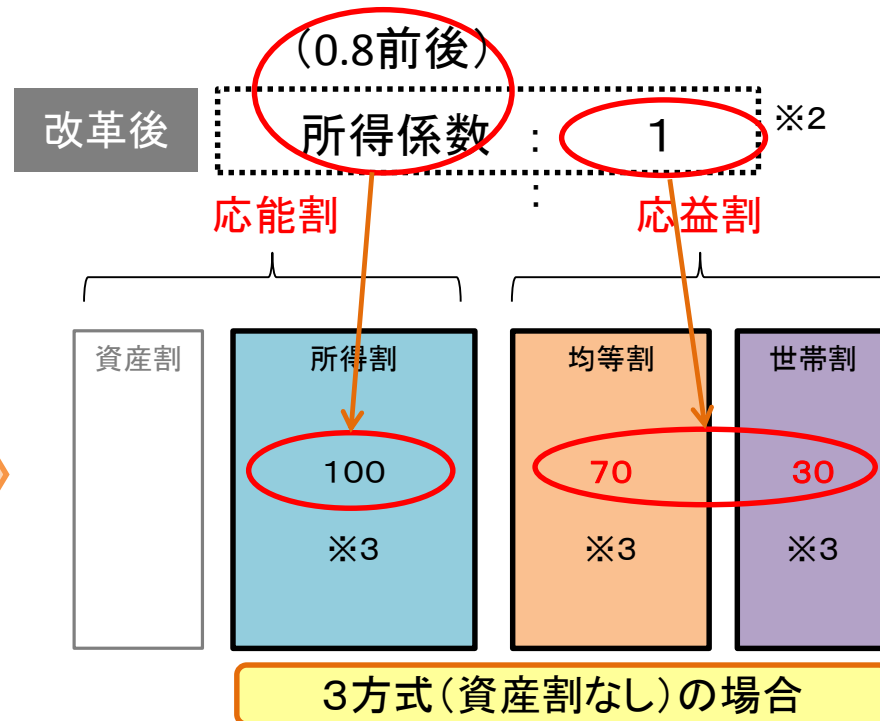 (0.8前後)
改革後
所得係数 : 1 ※2
:
応能割 応益割
資産割 所得割 均等割 世帯割
100 70 30
※3 ※3 ※3
3方式(資産割なし)の場合